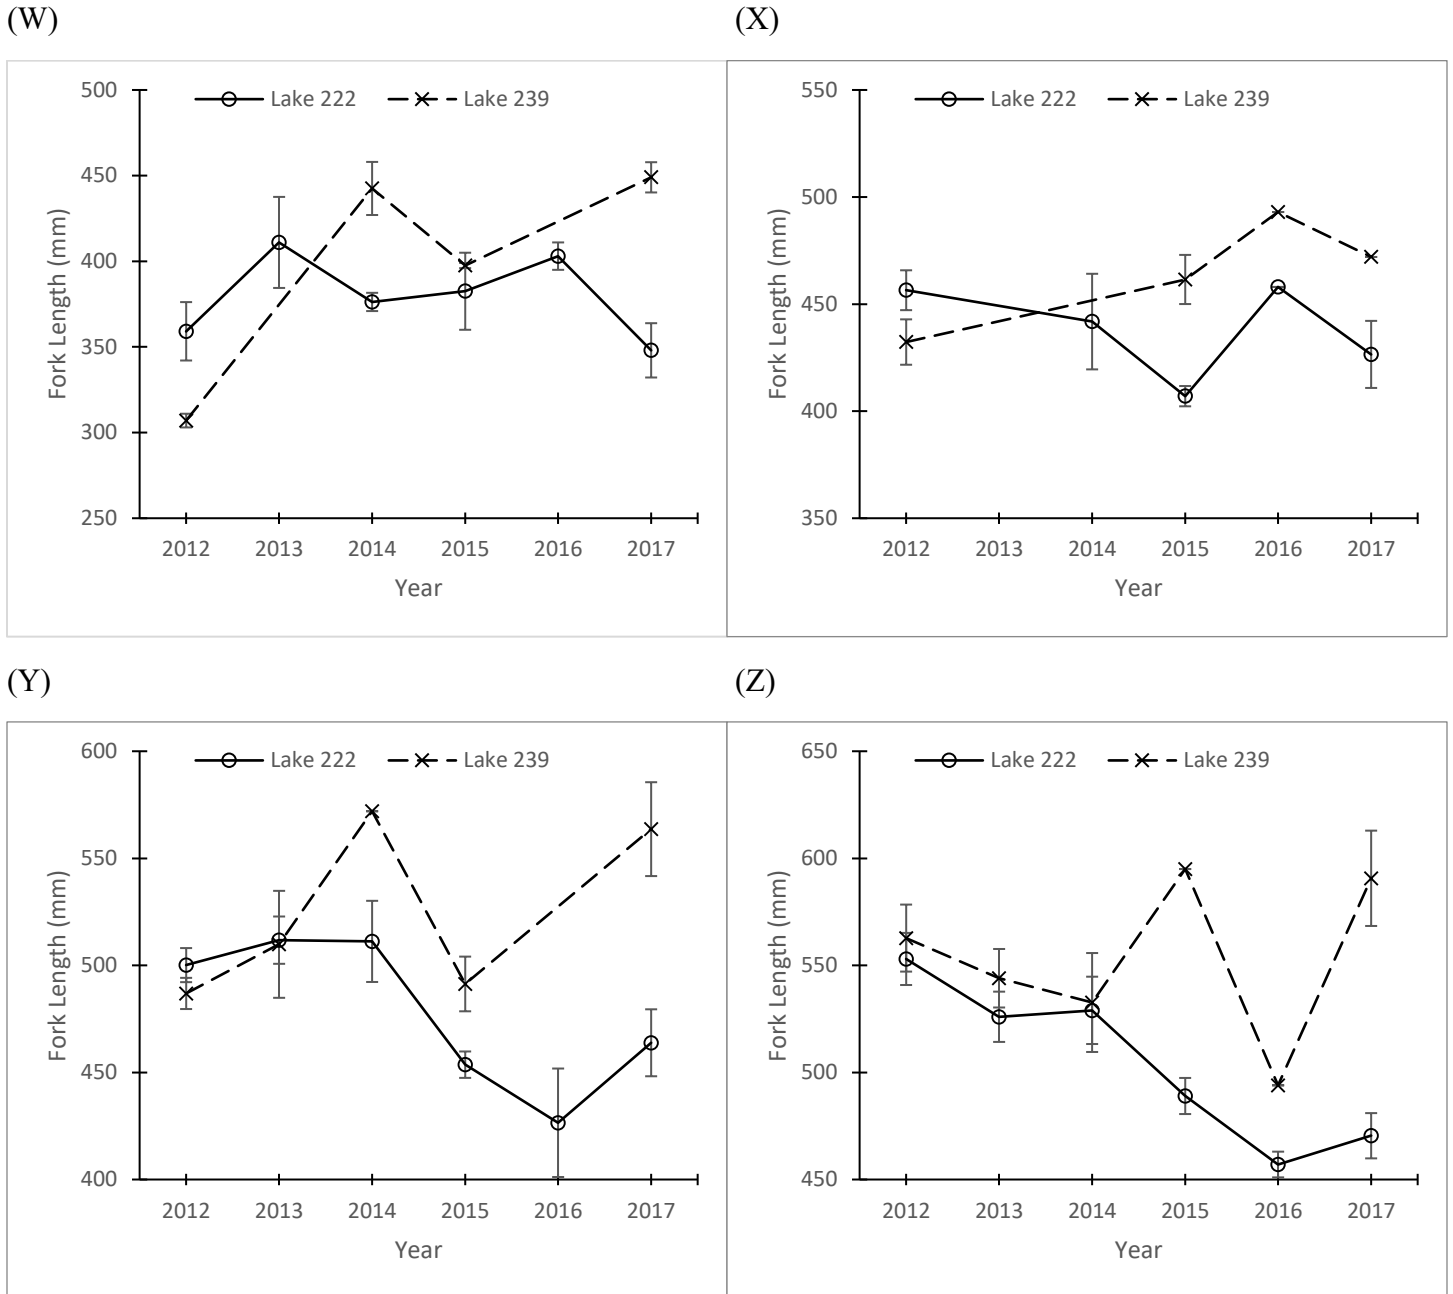 (W)
500
450
400
350
300
250
Fork Length (mm)
Lake 222
Lake 239
2012 2013 2014 2015 2016 2017
Year
(X)
550
500
450
400
350
Fork Length (mm)
Lake 222
Lake 239
2012 2013 2014 2015 2016 2017
Year
(Y)
600
550
500
450
400
Fork Length (mm)
Lake 222
Lake 239
2012 2013 2014 2015 2016 2017
Year
(Z)
650
600
550
500
450
Fork Length (mm)
Lake 222
Lake 239
2012 2013 2014 2015 2016 2017
Year